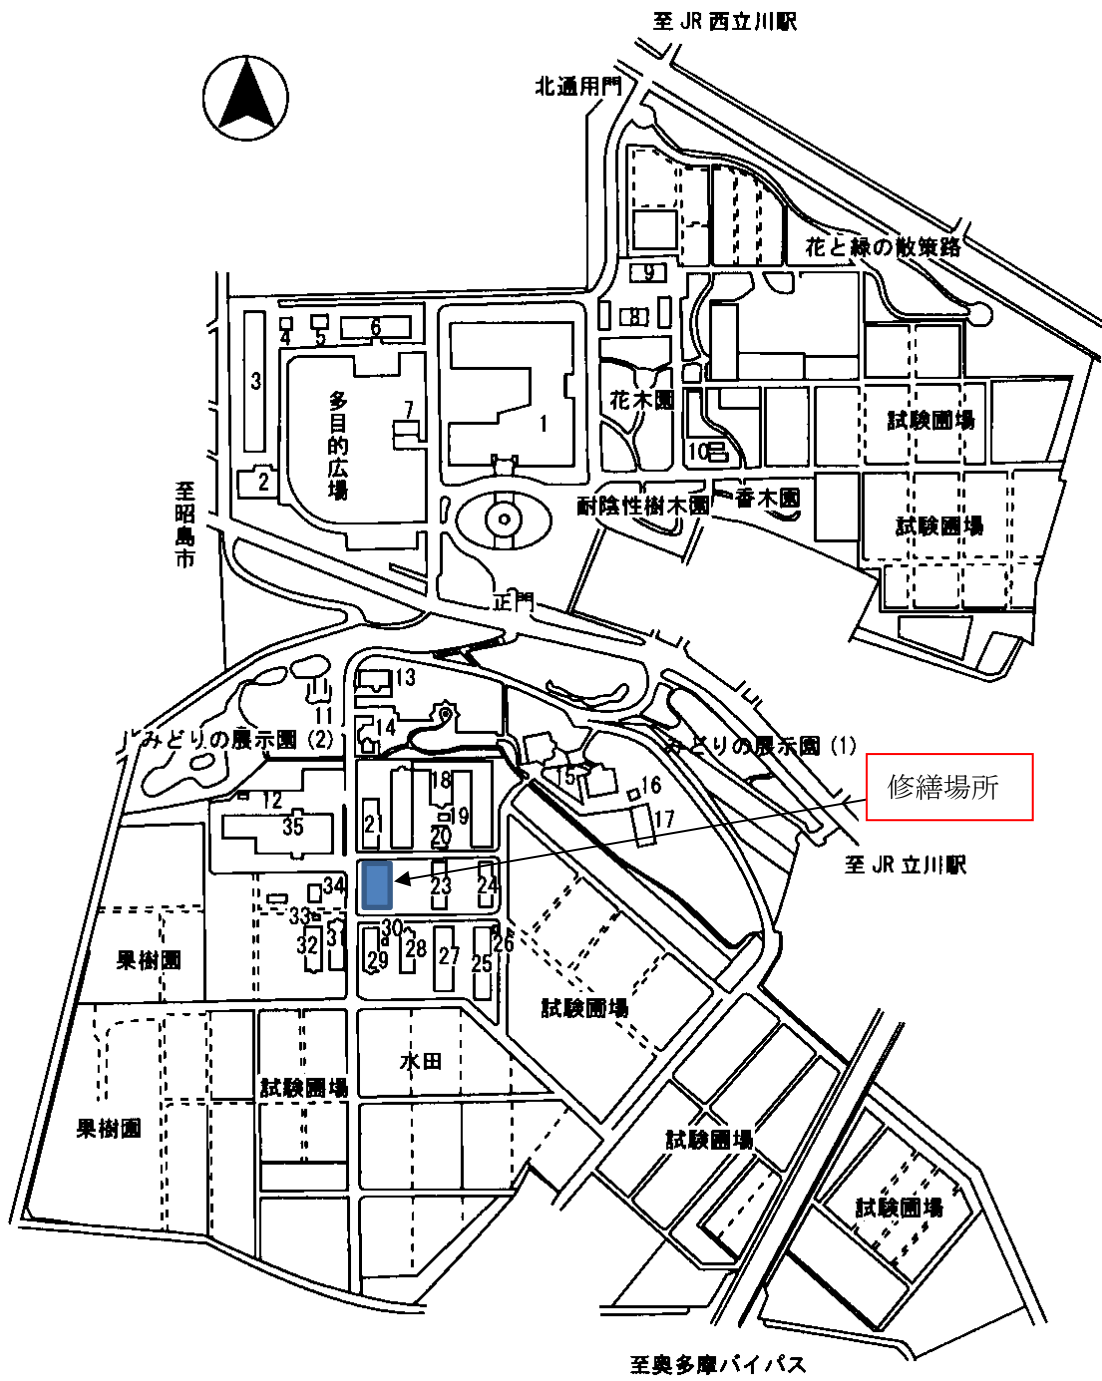 至 JR 西立川駅
北通用門
花と緑の散策路
9
8
4
5
6
3
7
多目的広場
1
花木園
試験圃場
10
2
至昭島市
耐陰性樹木園
香木園
試験圃場
正門
13
11
14
みどりの展示園 (2)
みどりの展示園 (1)
15
16
18
12
19
修繕場所
17
35
21
20
至 JR 立川駅
34
23
24
33
30
26
32
31
29
28
27
25
果樹園
試験圃場
水田
試験圃場
果樹園
試験圃場
試験圃場
至奥多摩バイパス